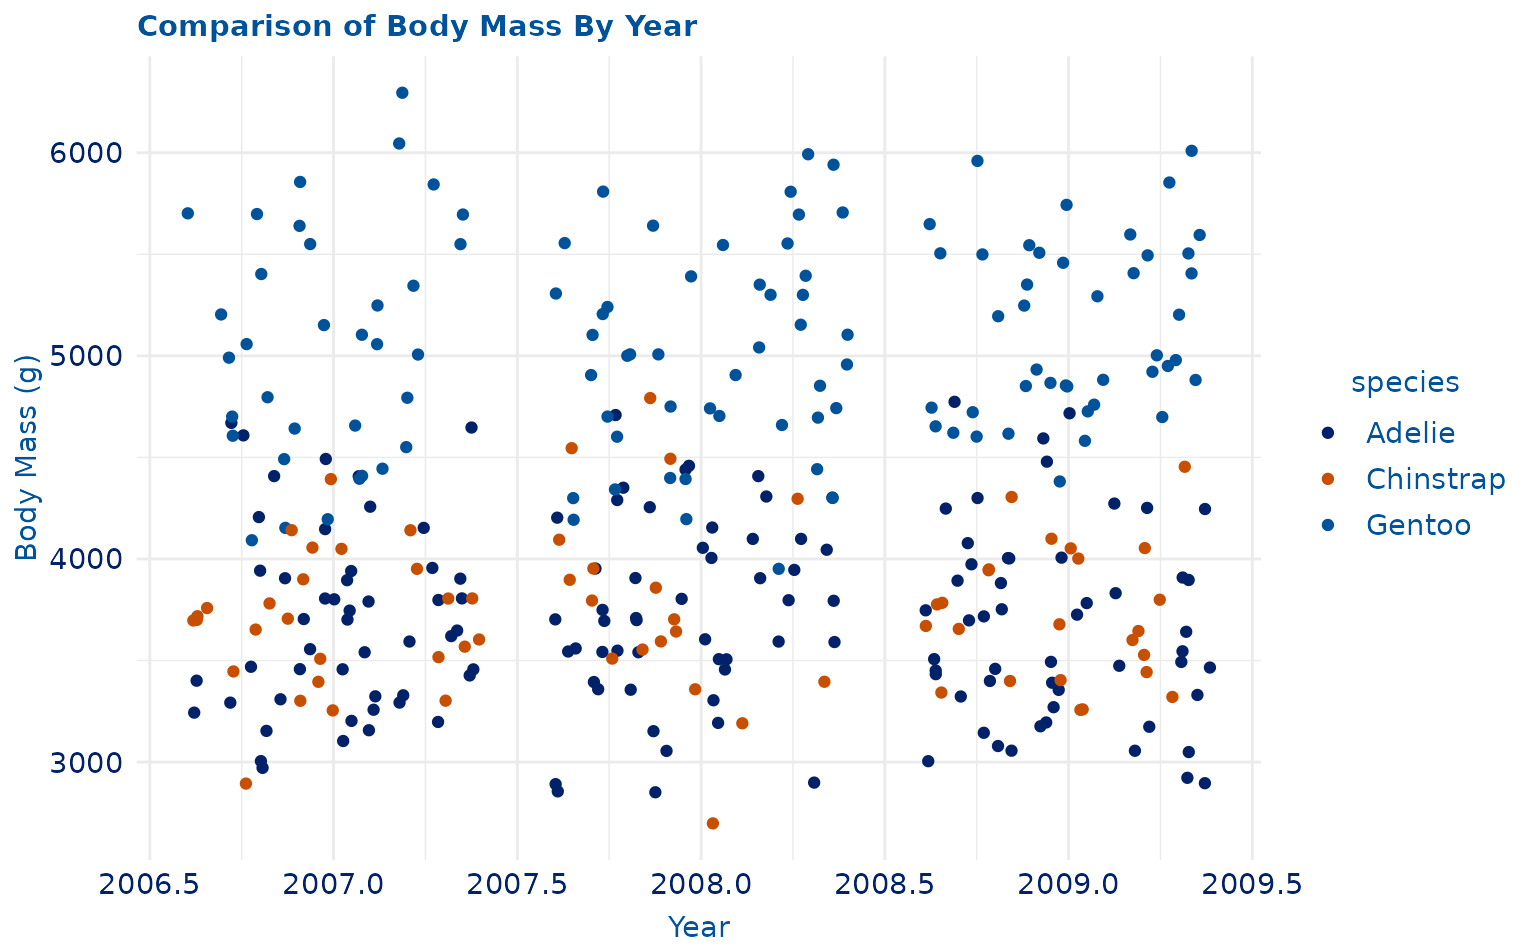 Comparison of Body Mass By Year
6000
5000
4000
3000
Body Mass (g)
2006.5 2007.0 2007.5 2008.0 2008.5 2009.0 2009.5
Year
species
Adelie
Chinstrap
Gentoo